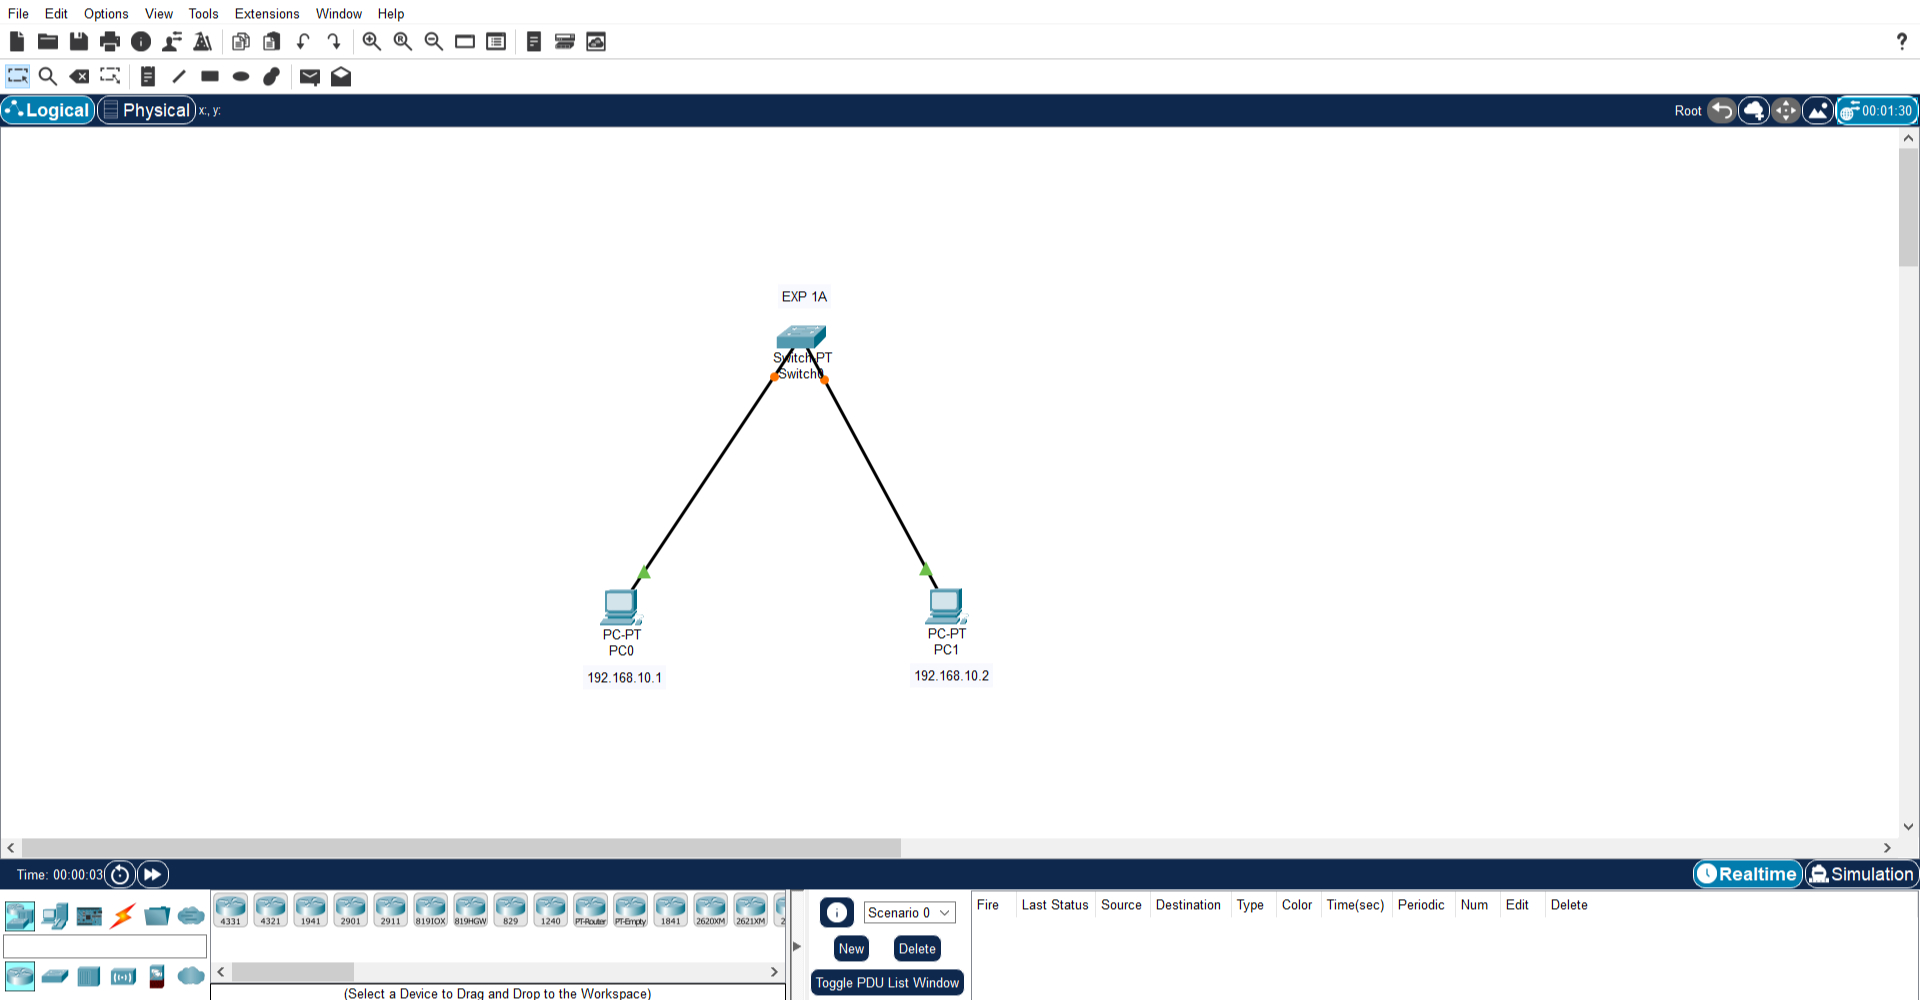 File Edit Options View Tools Extensions Window Help
?
Logical Physical x:, y: Root 00:01:30
EXP 1A
Switch-PT
Switch0
PC-PT
PC0
192.168.10.1
PC-PT
PC1
192.168.10.2
Time: 00:00:03 Realtime Simulation
4331 4321 1941 2901 2911 819IOX 819HGW 829 1240 PT-Router PT-Empty 1841 2620XM 2621XM 2
(Select a Device to Drag and Drop to the Workspace)
Scenario 0
New Delete
Toggle PDU List Window
Fire Last Status Source Destination Type Color Time(sec) Periodic Num Edit Delete